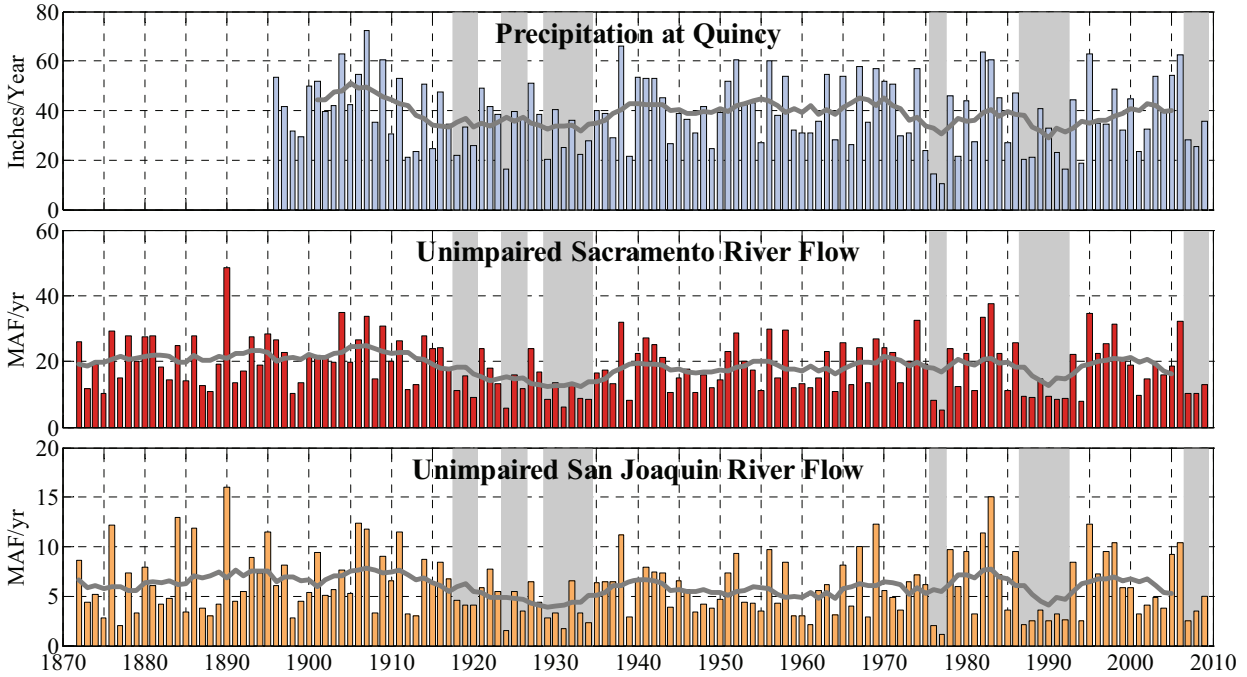 Precipitation at Quincy
Inches/Year
80
60
40
20
0
Unimpaired Sacramento River Flow
MAF/yr
60
40
20
0
Unimpaired San Joaquin River Flow
MAF/yr
20
15
10
5
0
1870 1880 1890 1900 1910 1920 1930 1940 1950 1960 1970 1980 1990 2000 2010